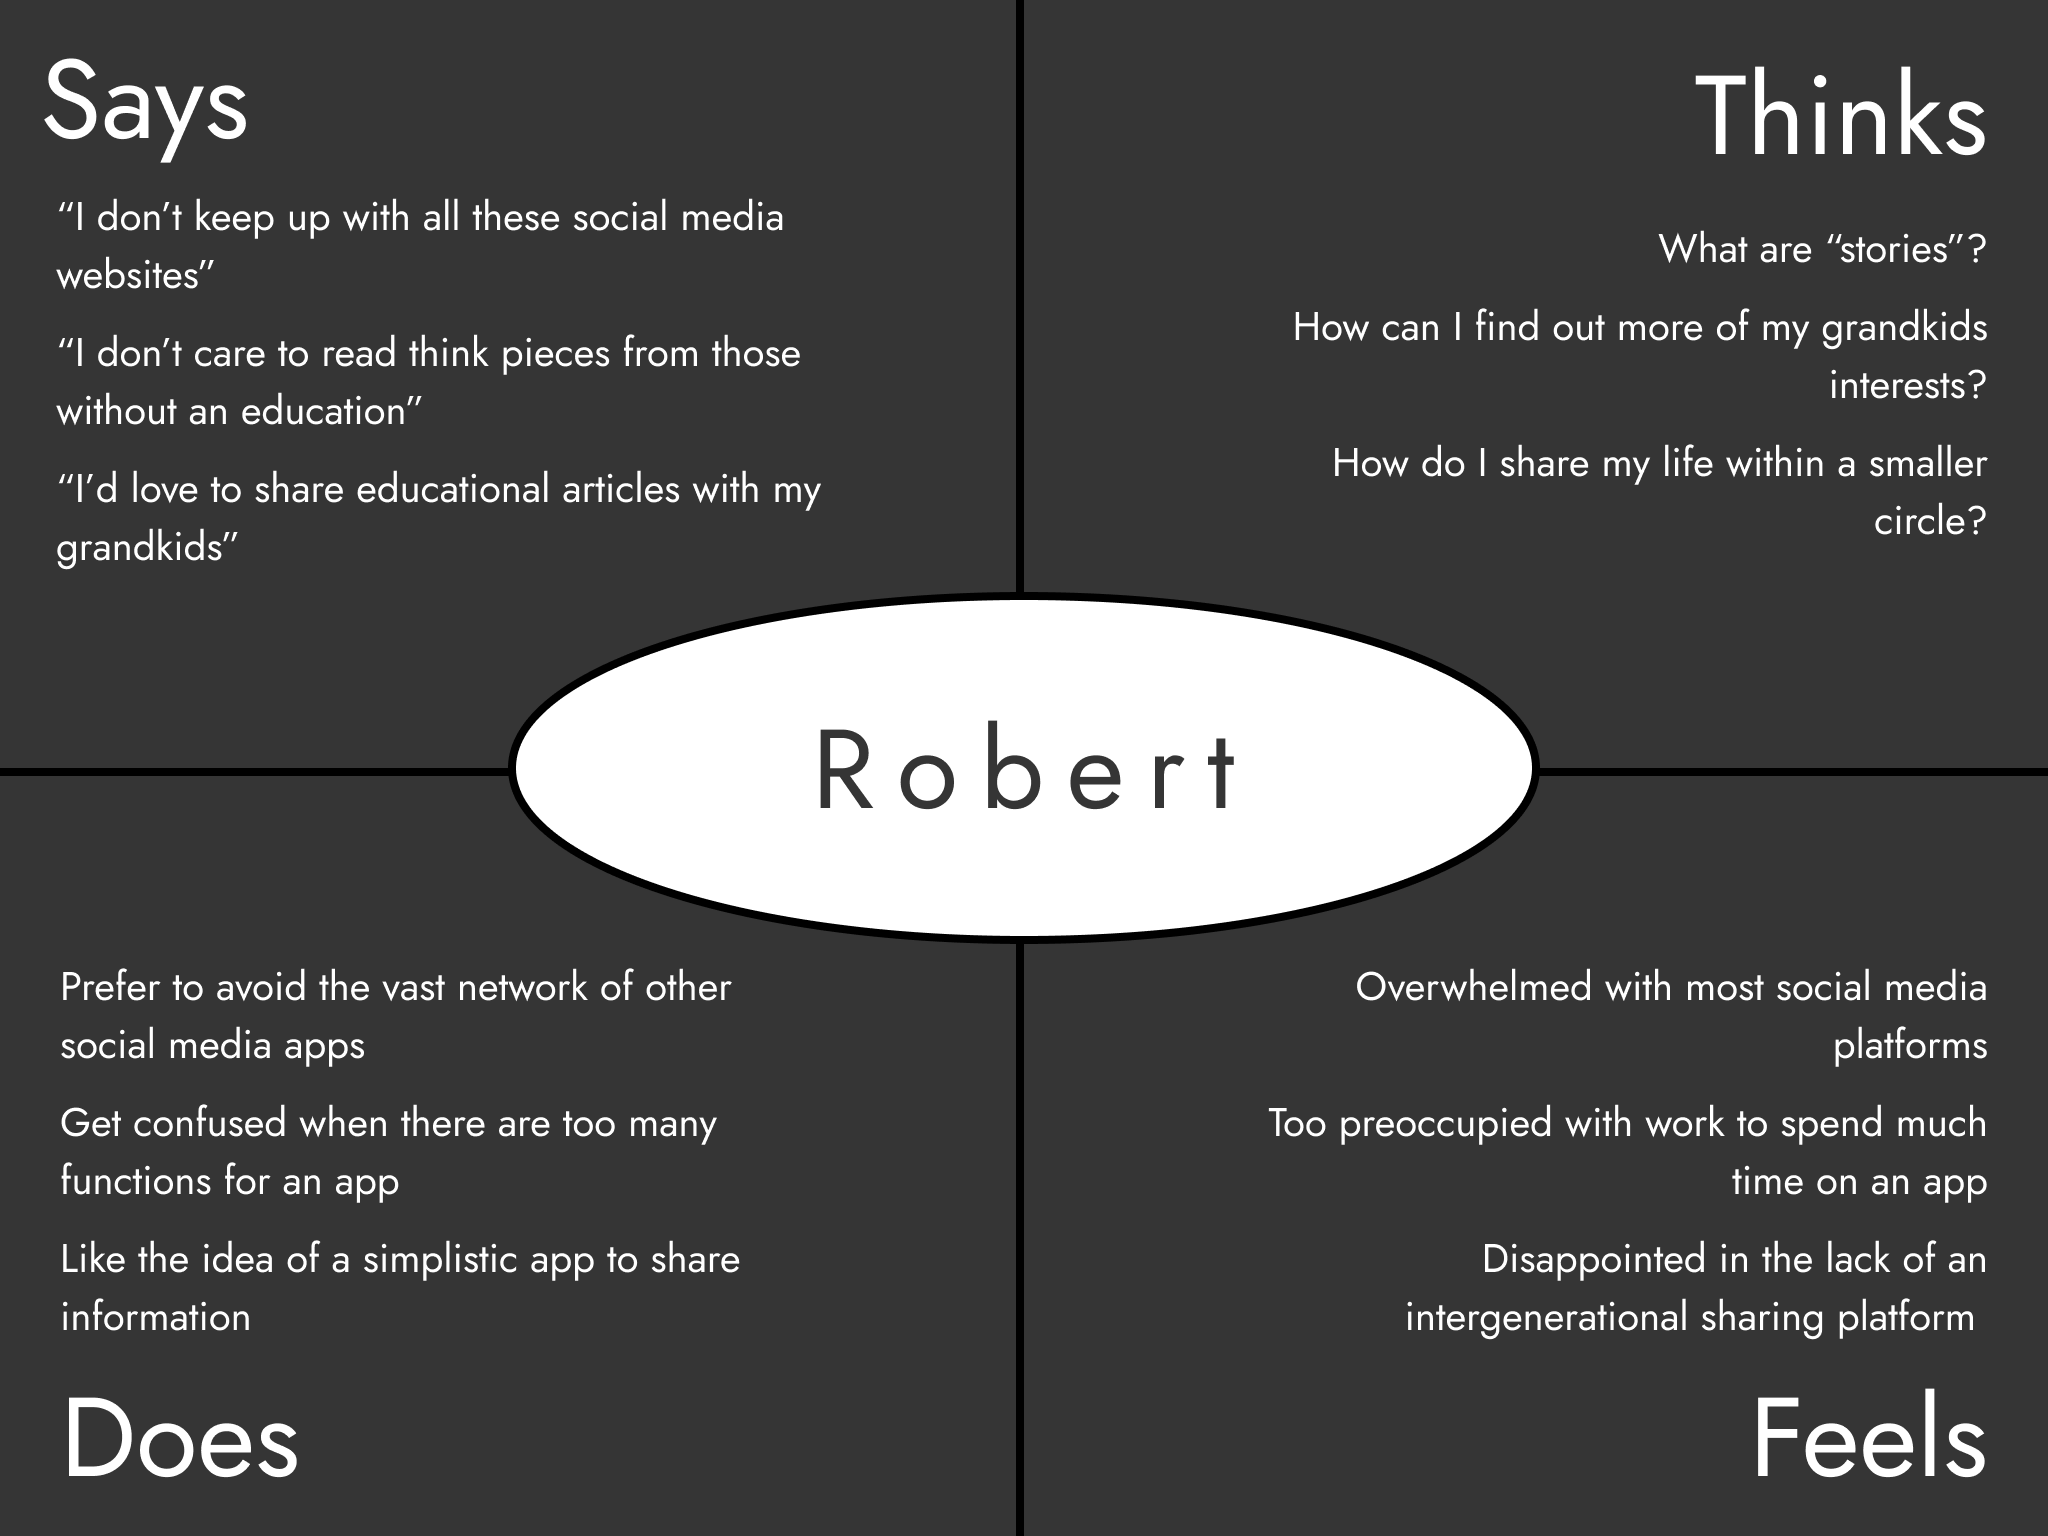 Says
“I don’t keep up with all these social media
websites”
“I don’t care to read think pieces from those
without an education”
“I’d love to share educational articles with my
grandkids”
Thinks
What are “stories”?
How can I find out more of my grandkids
interests?
How do I share my life within a smaller
circle?
Robert
Prefer to avoid the vast network of other
social media apps
Get confused when there are too many
functions for an app
Like the idea of a simplistic app to share
information
Does
Overwhelmed with most social media
platforms
Too preoccupied with work to spend much
time on an app
Disappointed in the lack of an
intergenerational sharing platform
Feels